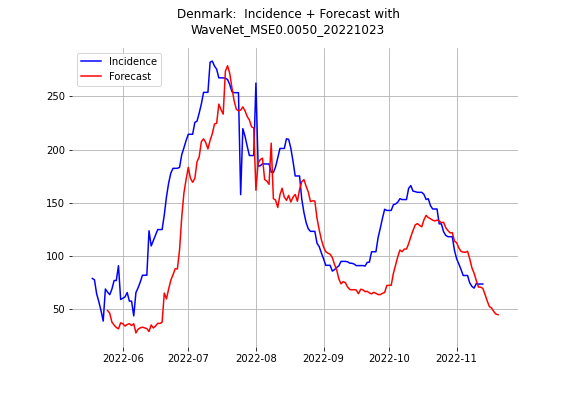 Denmark:  Incidence + Forecast with
WaveNet_MSE0.0050_20221023
Incidence
Forecast
250
200
150
100
50
2022-06
2022-07
2022-08
2022-09
2022-10
2022-11